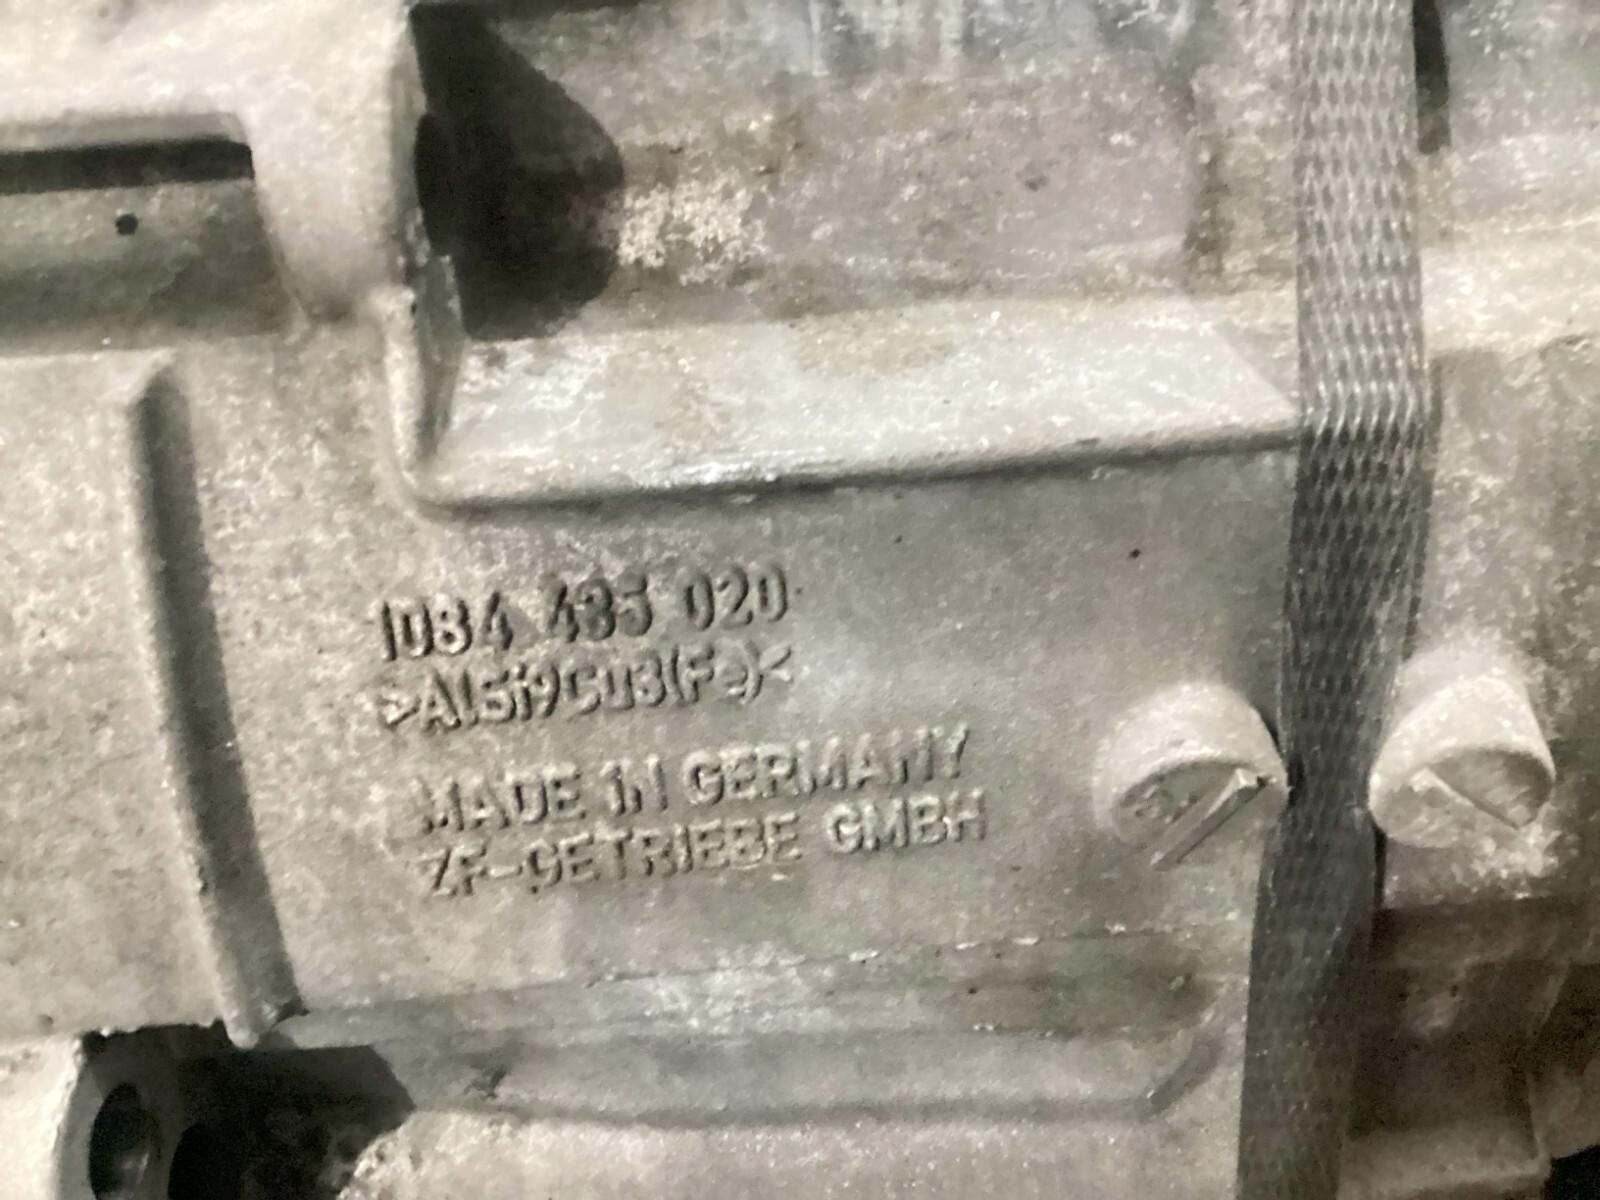 1084 435 020
>AlSi9Cu3(Fe)<
MADE IN GERMANY
ZF-GETRIEBE GMBH